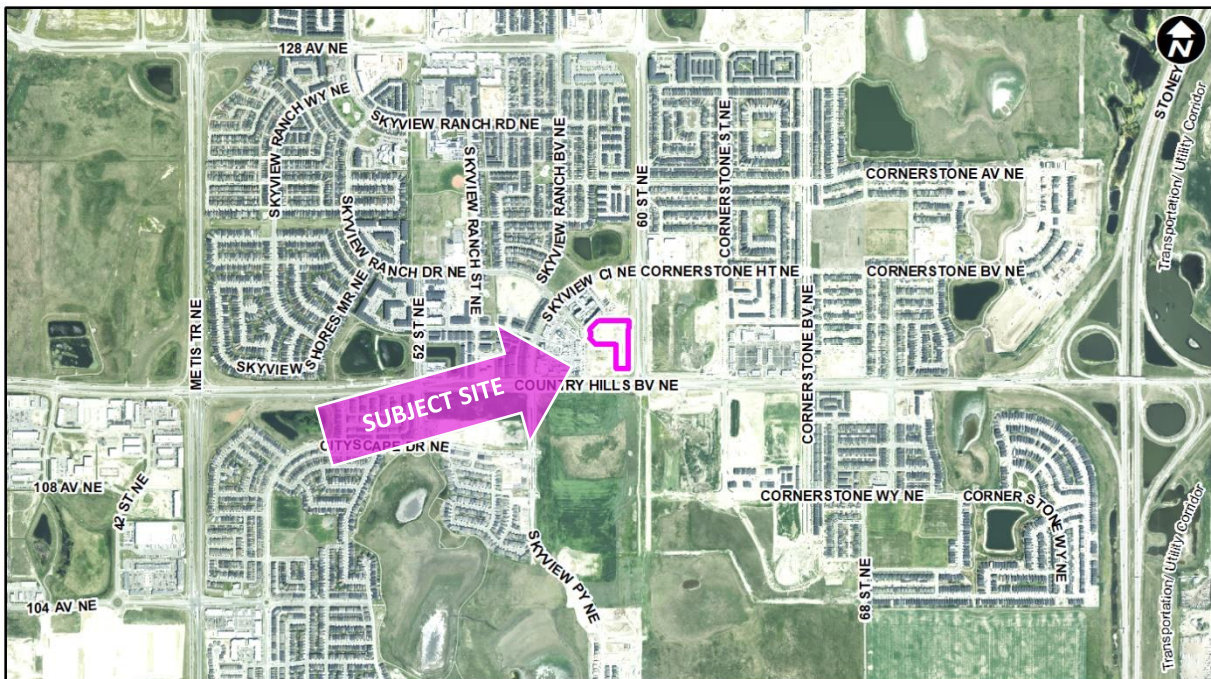 128 AV NE
N
STONEY
SKYVIEW RANCH WY NE
SKYVIEW RANCH RD NE
SKYVIEW RANCH ST NE
SKYVIEW RANCH BV NE
60 ST NE
CORNERSTONE ST NE
CORNERSTONE AV NE
Transportation/ Utility Corridor
SKYVIEW RANCH DR NE
SKYVIEW SHORES MR NE
SKYVIEW CI NE
CORNERSTONE HT NE
CORNERSTONE BV NE
METIS TR NE
52 ST NE
CORNERSTONE BV NE
COUNTRY HILLS BV NE
SUBJECT SITE
CITYSCAPE DR NE
108 AV NE
42 ST NE
CORNERSTONE WY NE
CORNERSTONE WY NE
SKYVIEW PY NE
68 ST NE
104 AV NE
Transportation/ Utility Corridor